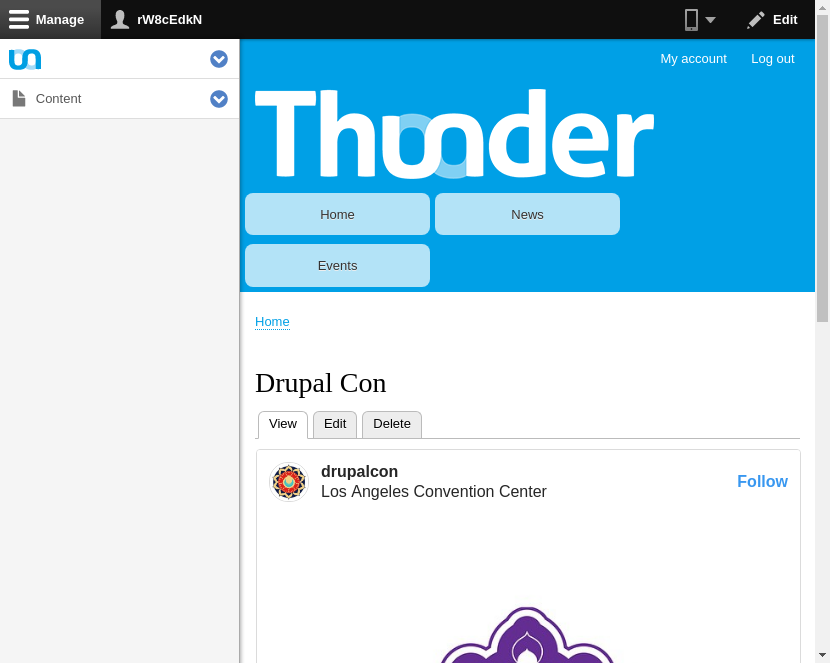 Manage
rW8cEdkN
Edit
My account
Log out
Content
Thunder
Home
News
Events
Home
Drupal Con
View
Edit
Delete
drupalcon
Los Angeles Convention Center
Follow